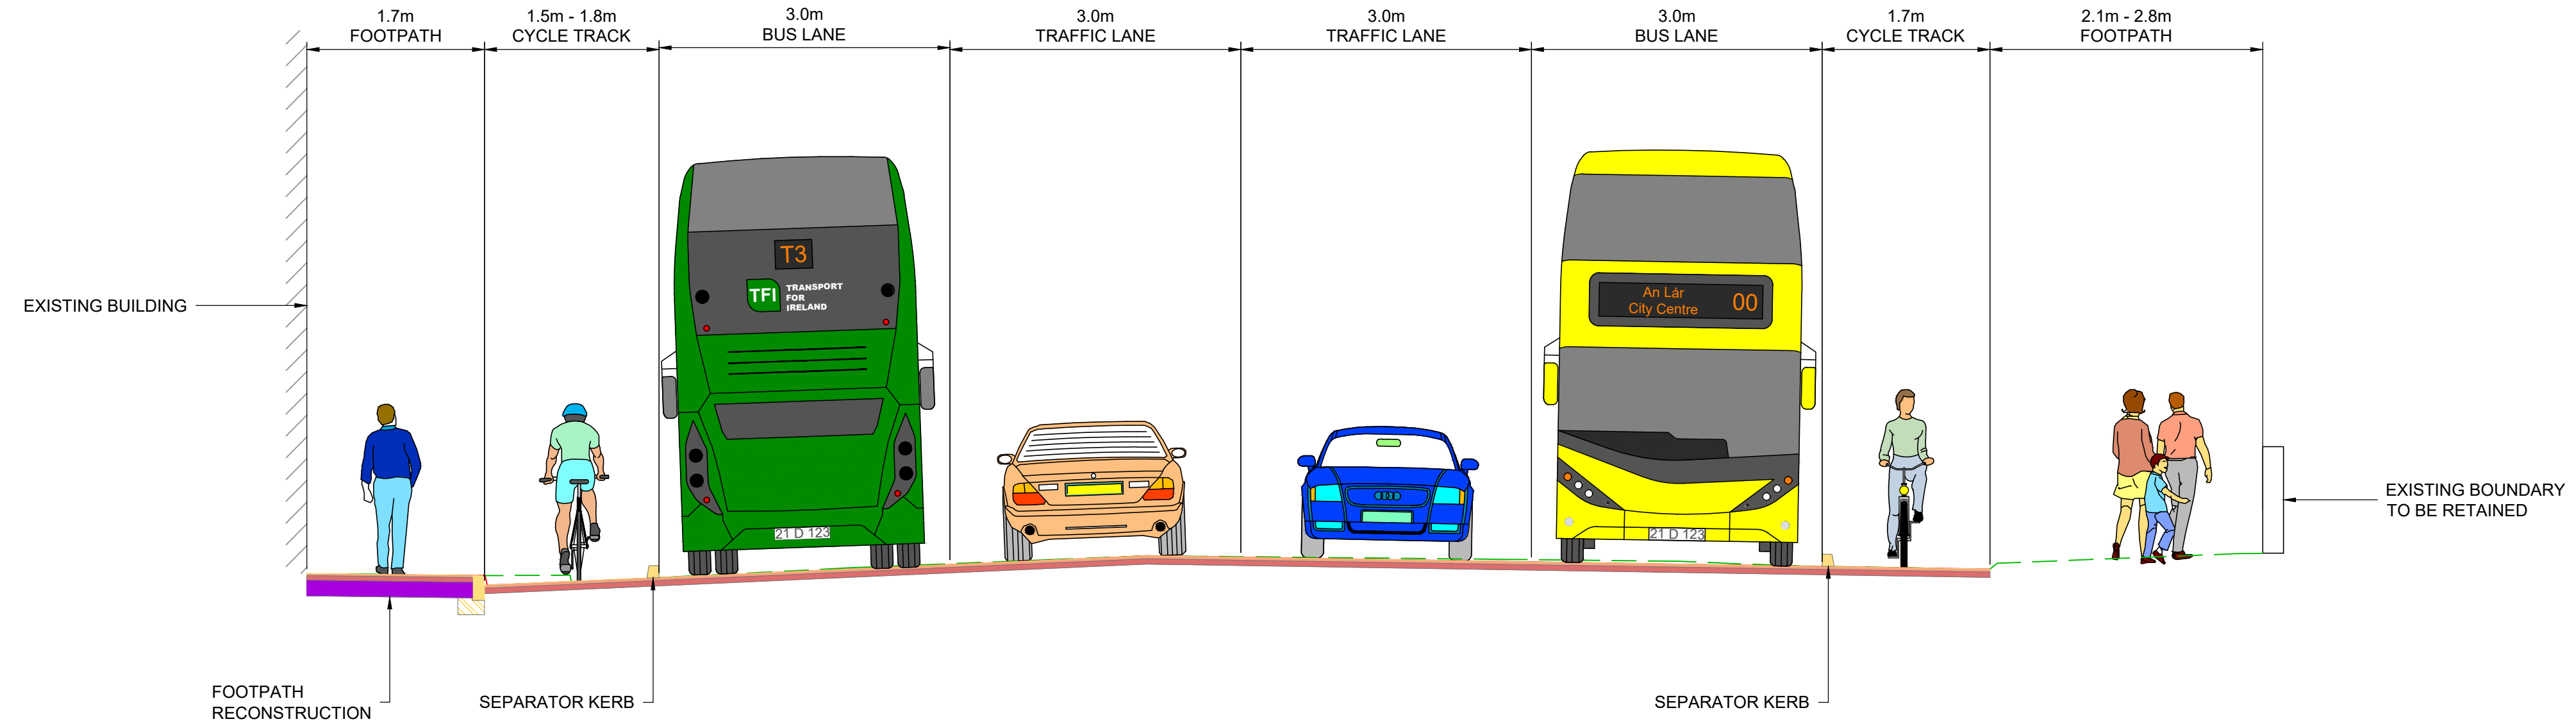 1.7m
FOOTPATH
1.5m - 1.8m
CYCLE TRACK
3.0m
BUS LANE
3.0m
TRAFFIC LANE
3.0m
TRAFFIC LANE
3.0m
BUS LANE
1.7m
CYCLE TRACK
2.1m - 2.8m
FOOTPATH
EXISTING BUILDING
T3
TFI
TRANSPORT
FOR
IRELAND
21 D 123
An Lár
City Centre
00
21 D 123
EXISTING BOUNDARY
TO BE RETAINED
FOOTPATH
RECONSTRUCTION
SEPARATOR KERB
SEPARATOR KERB